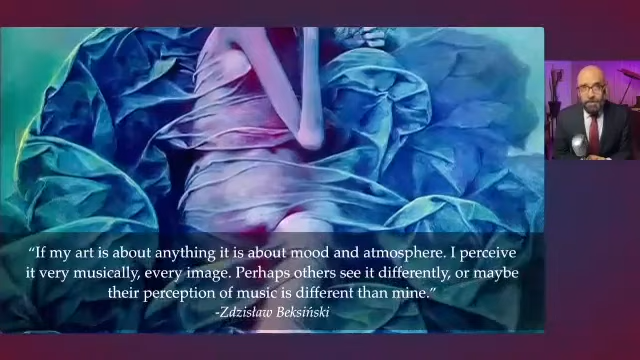 “If my art is about anything it is about mood and atmosphere. I perceive
it very musically, every image. Perhaps others see it differently, or maybe
their perception of music is different than mine.”
-Zdzisław Beksiński